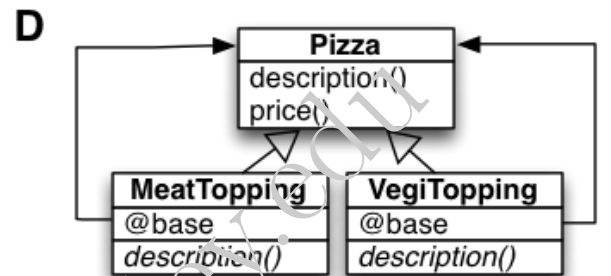 D
Pizza
description()
price()
MeatTopping
@base
description()
VegiTopping
@base
description()